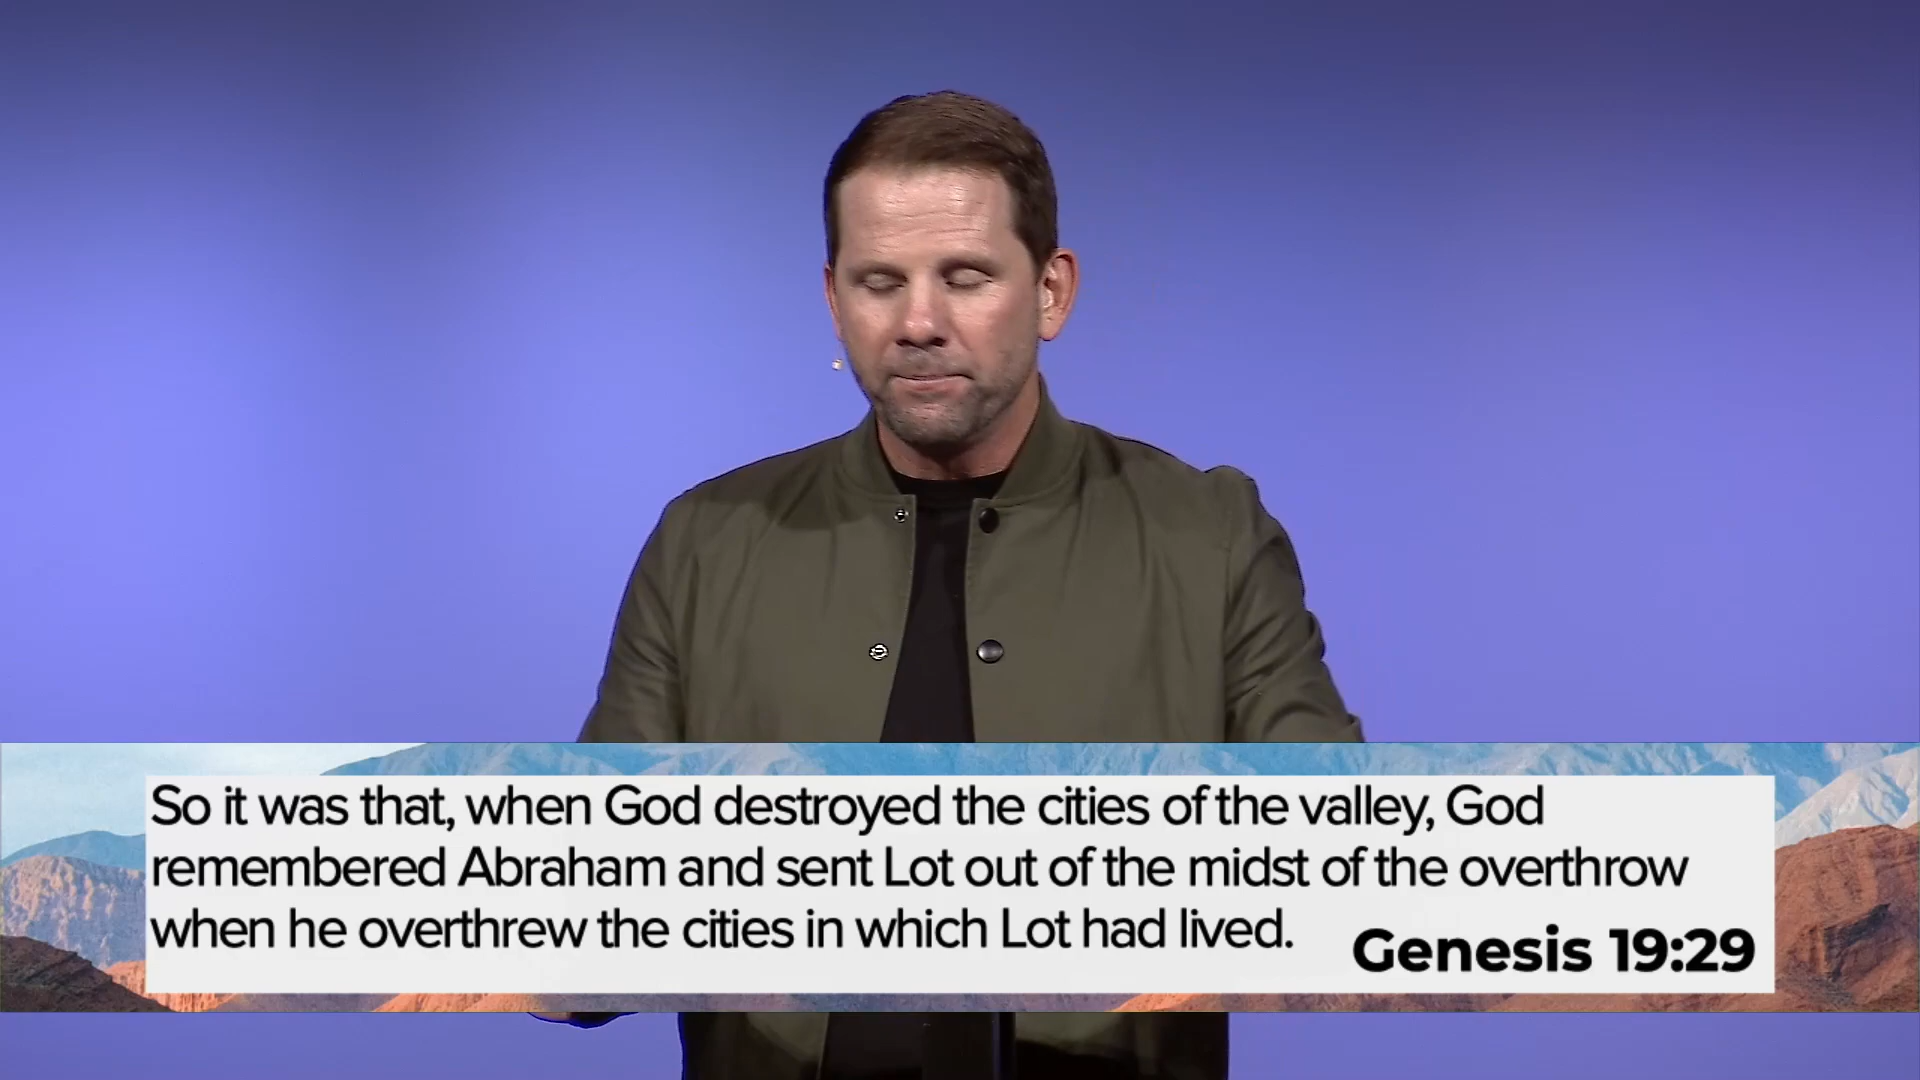 So it was that, when God destroyed the cities of the valley, God
remembered Abraham and sent Lot out of the midst of the overthrow
when he overthrew the cities in which Lot had lived.
Genesis 19:29